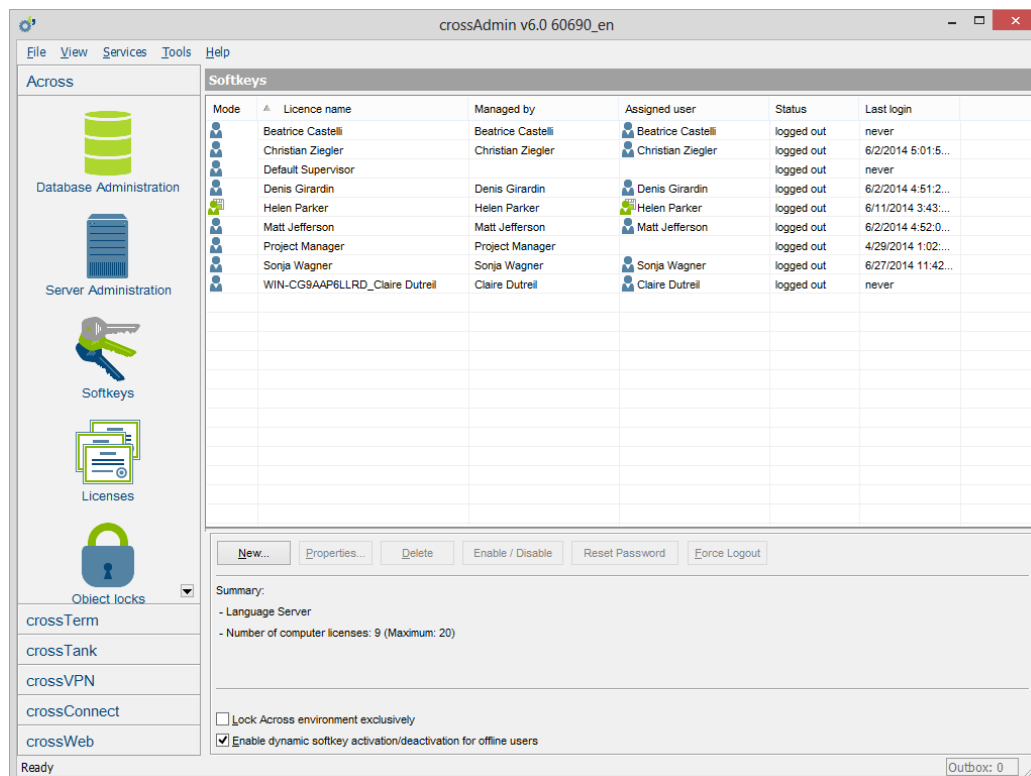 crossAdmin v6.0 60690_en
File View Services Tools Help
Across
Database Administration
Server Administration
Softkeys
Licenses
Object locks
crossTerm
crossTank
crossVPN
crossConnect
crossWeb
Softkeys
Mode Licence name Managed by Assigned user Status Last login
Beatrice Castelli Beatrice Castelli Beatrice Castelli logged out never
Christian Ziegler Christian Ziegler Christian Ziegler logged out 6/2/2014 5:01:5...
Default Supervisor logged out never
Denis Girardin Denis Girardin Denis Girardin logged out 6/2/2014 4:51:2...
Helen Parker Helen Parker Helen Parker logged out 6/11/2014 3:43:...
Matt Jefferson Matt Jefferson Matt Jefferson logged out 6/2/2014 4:52:0...
Project Manager Project Manager logged out 4/29/2014 1:02:...
Sonja Wagner Sonja Wagner Sonja Wagner logged out 6/27/2014 11:42...
WIN-CG9AAP6LLRD_Claire Dutreil Claire Dutreil Claire Dutreil logged out never
New... Properties... Delete Enable / Disable Reset Password Force Logout
Summary:
- Language Server
- Number of computer licenses: 9 (Maximum: 20)
Lock Across environment exclusively
Enable dynamic softkey activation/deactivation for offline users
Ready Outbox: 0